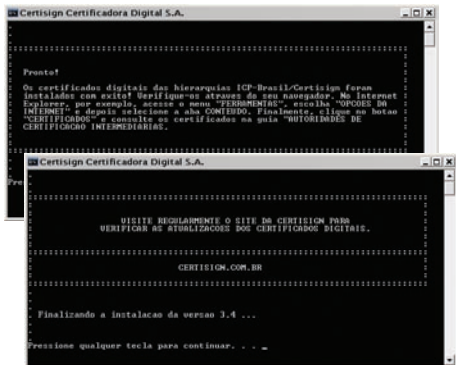 Certisign Certificadora Digital S.A.
Pronto!
Os certificados digitais das hierarquias ICP-Brasil/Certisign foram
instalados com exito! Verifique-os atraves do seu navegador. No Internet
Explorer, por exemplo, acesse o menu "FERRAMENTAS", escolha "OPCOES DA
INTERNET" e depois selecione a aba CONTEUDO. Finalmente, clique no botao
"CERTIFICADOS" e consulte os certificados na guia "AUTORIDADES DE
CERTIFICACAO INTERMEDIARIAS.
Pres
Certisign Certificadora Digital S.A.
VISITE REGULARMENTE O SITE DA CERTISIGN PARA
VERIFICAR AS ATUALIZACOES DOS CERTIFICADOS DIGITAIS.
CERTISIGN.COM.BR
Finalizando a instalacao da versao 3.4 ...
Pressione qualquer tecla para continuar. . . _